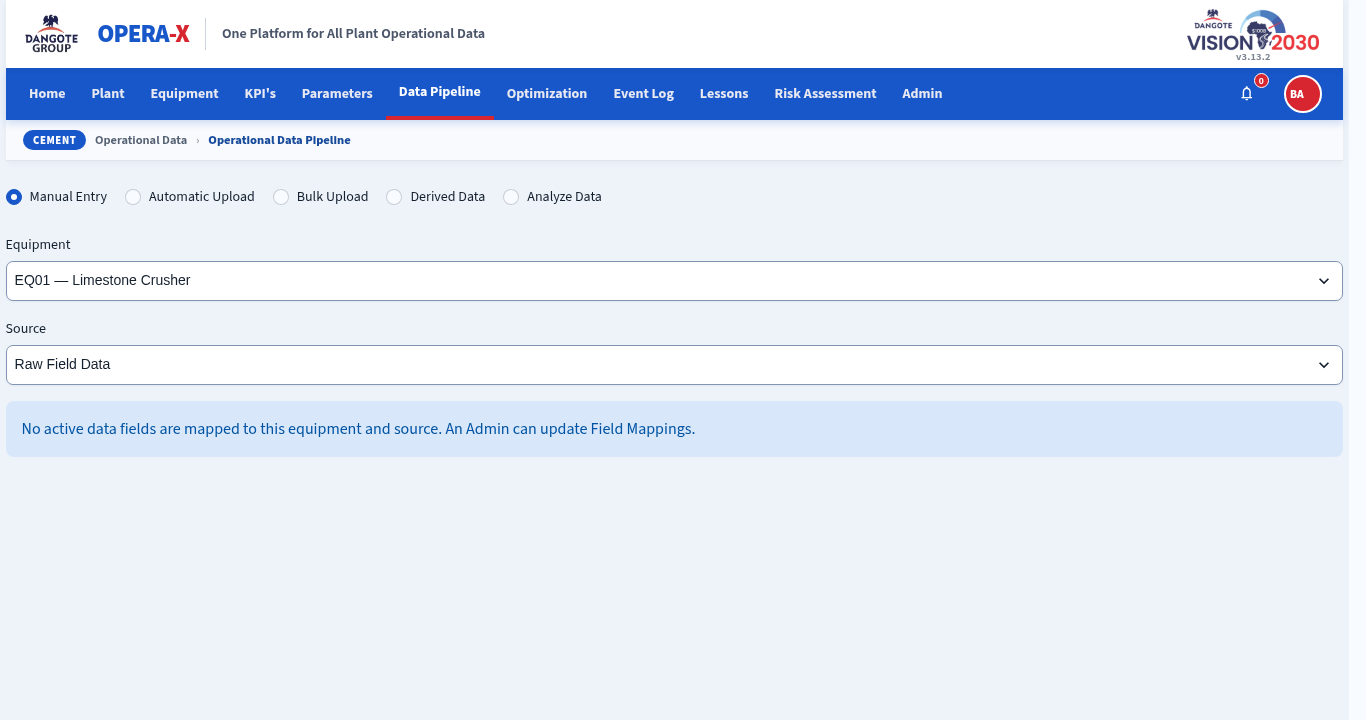 DANGOTE
GROUP
OPERA-X
One Platform for All Plant Operational Data
DANGOTE
$100B
VISION 2030
v3.13.2
Home Plant Equipment KPI's Parameters Data Pipeline Optimization Event Log Lessons Risk Assessment Admin 0 BA
CEMENT Operational Data › Operational Data Pipeline
Manual Entry Automatic Upload Bulk Upload Derived Data Analyze Data
Equipment
EQ01 — Limestone Crusher
Source
Raw Field Data
No active data fields are mapped to this equipment and source. An Admin can update Field Mappings.